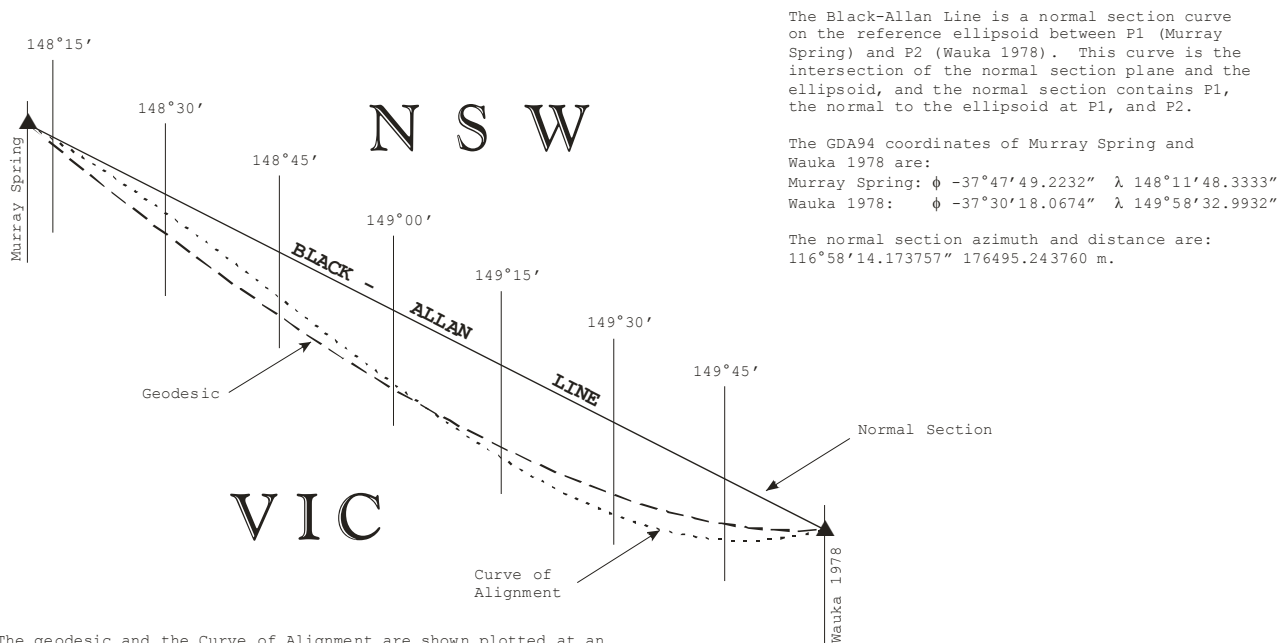 The Black-Allan Line is a normal section curve
on the reference ellipsoid between P1 (Murray
Spring) and P2 (Wauka 1978).  This curve is the
intersection of the normal section plane and the
ellipsoid, and the normal section contains P1,
the normal to the ellipsoid at P1, and P2.
The GDA94 coordinates of Murray Spring and
Wauka 1978 are:
Murray Spring: ϕ -37°47′49.2232″  λ 148°11′48.3333″
Wauka 1978:    ϕ -37°30′18.0674″  λ 149°58′32.9932″
The normal section azimuth and distance are:
116°58′14.173757″ 176495.243760 m.
148°15′
148°30′
148°45′
149°00′
149°15′
149°30′
149°45′
NSW
Murray Spring
BLACK - ALLAN LINE
Geodesic
Normal Section
VIC
Curve of
Alignment
Wauka 1978
The geodesic and the Curve of Alignment are shown plotted at an